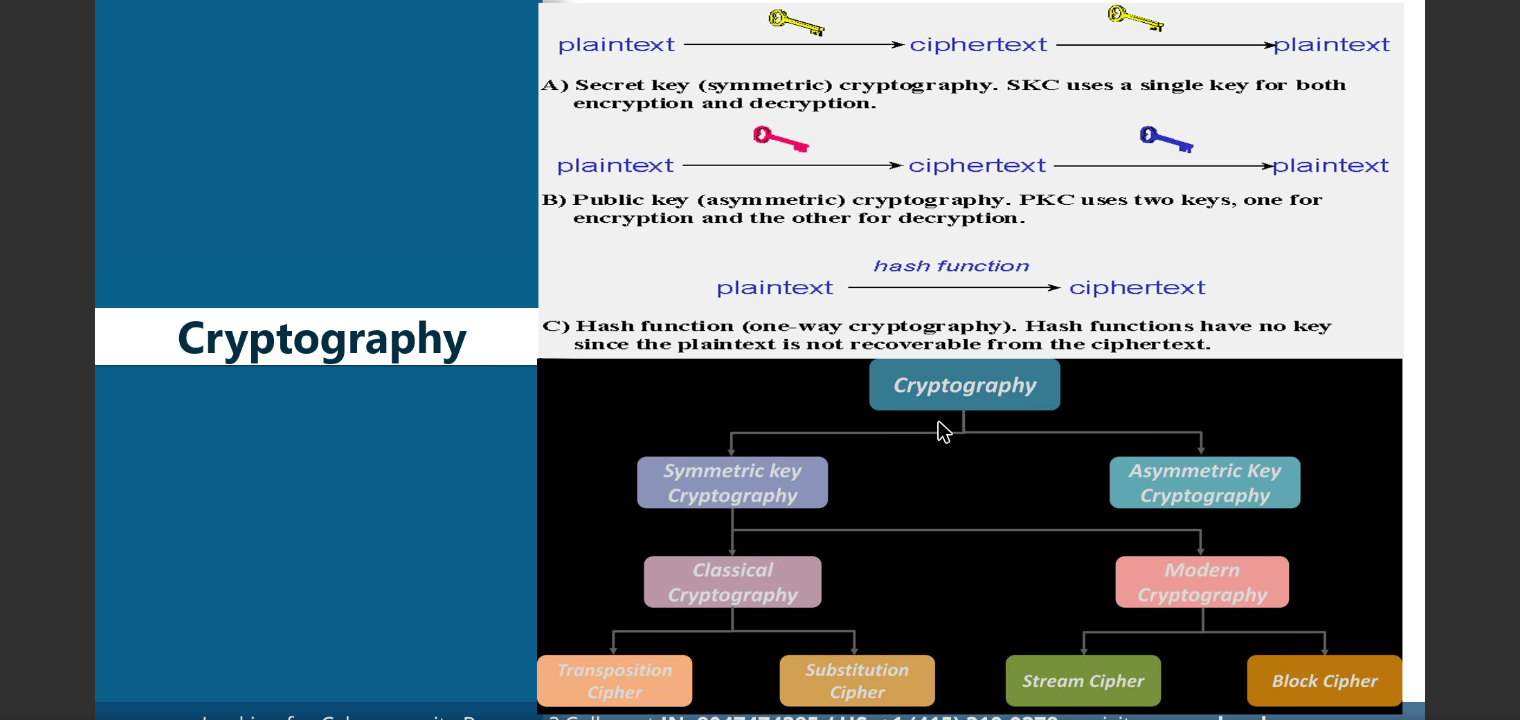 Cryptography
plaintext ciphertext plaintext
A) Secret key (symmetric) cryptography. SKC uses a single key for both
encryption and decryption.
plaintext ciphertext plaintext
B) Public key (asymmetric) cryptography. PKC uses two keys, one for
encryption and the other for decryption.
hash function
plaintext ciphertext
C) Hash function (one-way cryptography). Hash functions have no key
since the plaintext is not recoverable from the ciphertext.
Cryptography
Symmetric key
Cryptography
Asymmetric Key
Cryptography
Classical
Cryptography
Modern
Cryptography
Transposition
Cipher
Substitution
Cipher
Stream Cipher
Block Cipher